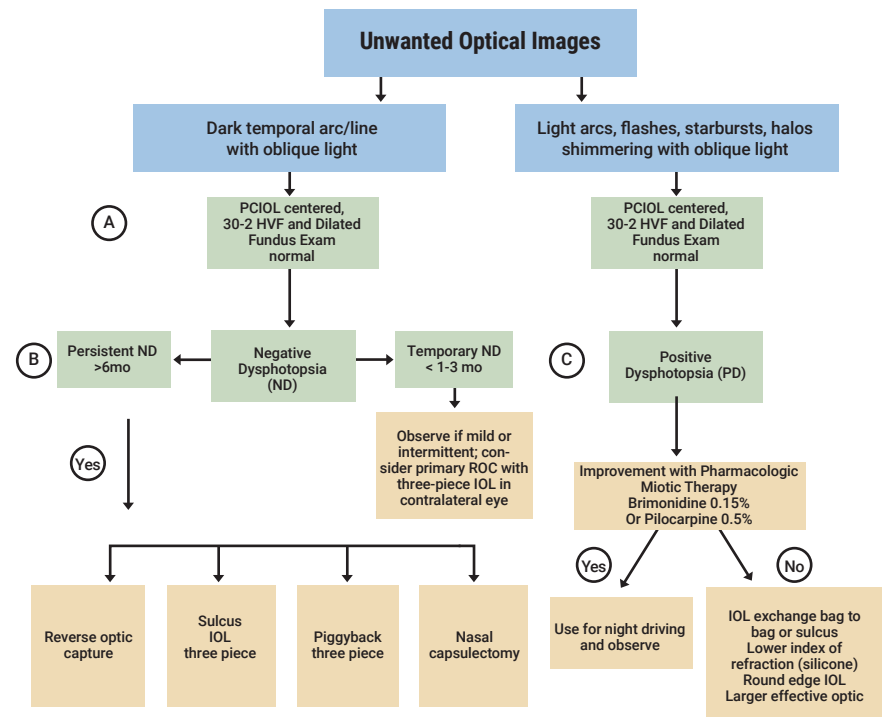 Unwanted Optical Images
Dark temporal arc/line
with oblique light
Light arcs, flashes, starbursts, halos
shimmering with oblique light
A
PCIOL centered,
30-2 HVF and Dilated
Fundus Exam
normal
PCIOL centered,
30-2 HVF and Dilated
Fundus Exam
normal
B
Persistent ND
>6mo
Negative
Dysphotopsia
(ND)
Temporary ND
< 1-3 mo
C
Positive
Dysphotopsia (PD)
Yes
Observe if mild or
intermittent; con-
sider primary ROC with
three-piece IOL in
contralateral eye
Improvement with Pharmacologic
Miotic Therapy
Brimonidine 0.15%
Or Pilocarpine 0.5%
Yes
No
Reverse optic
capture
Sulcus
IOL
three piece
Piggyback
three piece
Nasal
capsulectomy
Use for night driving
and observe
IOL exchange bag to
bag or sulcus
Lower index of
refraction (silicone)
Round edge IOL
Larger effective optic